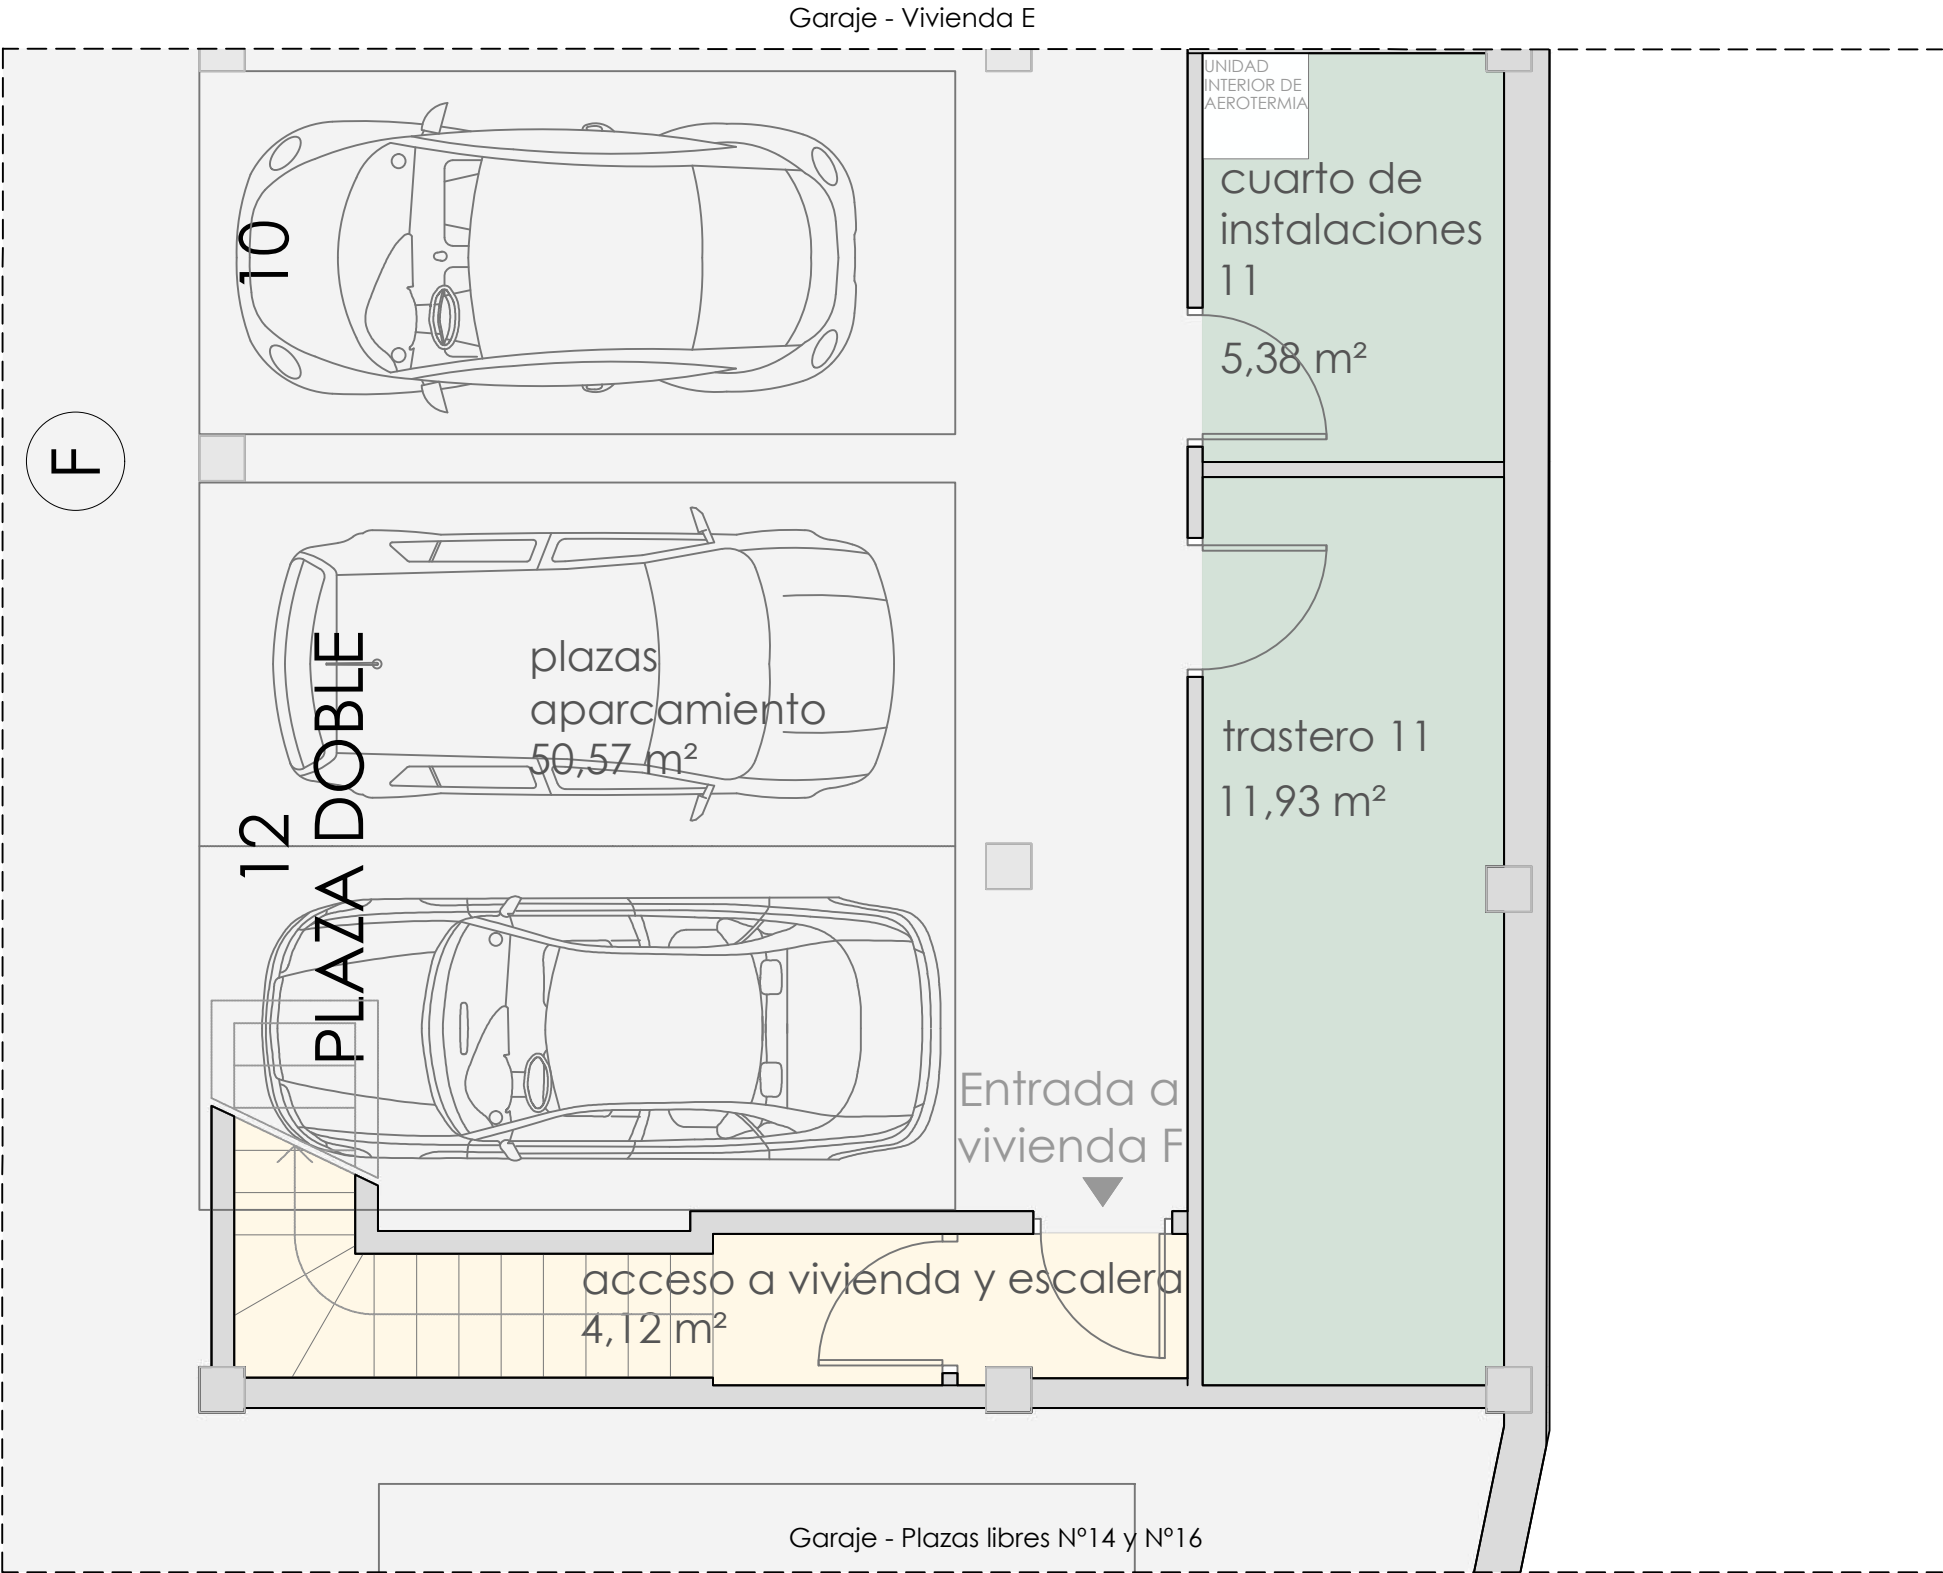 Garaje - Vivienda E
UNIDAD
INTERIOR DE
AEROTERMIA
cuarto de
instalaciones
11
5,38 m²
10
F
plazas
aparcamiento
50,57 m²
12
PLAZA DOBLE
trastero 11
11,93 m²
Entrada a
vivienda F
acceso a vivienda y escalera
4,12 m²
Garaje - Plazas libres Nº14 y Nº16